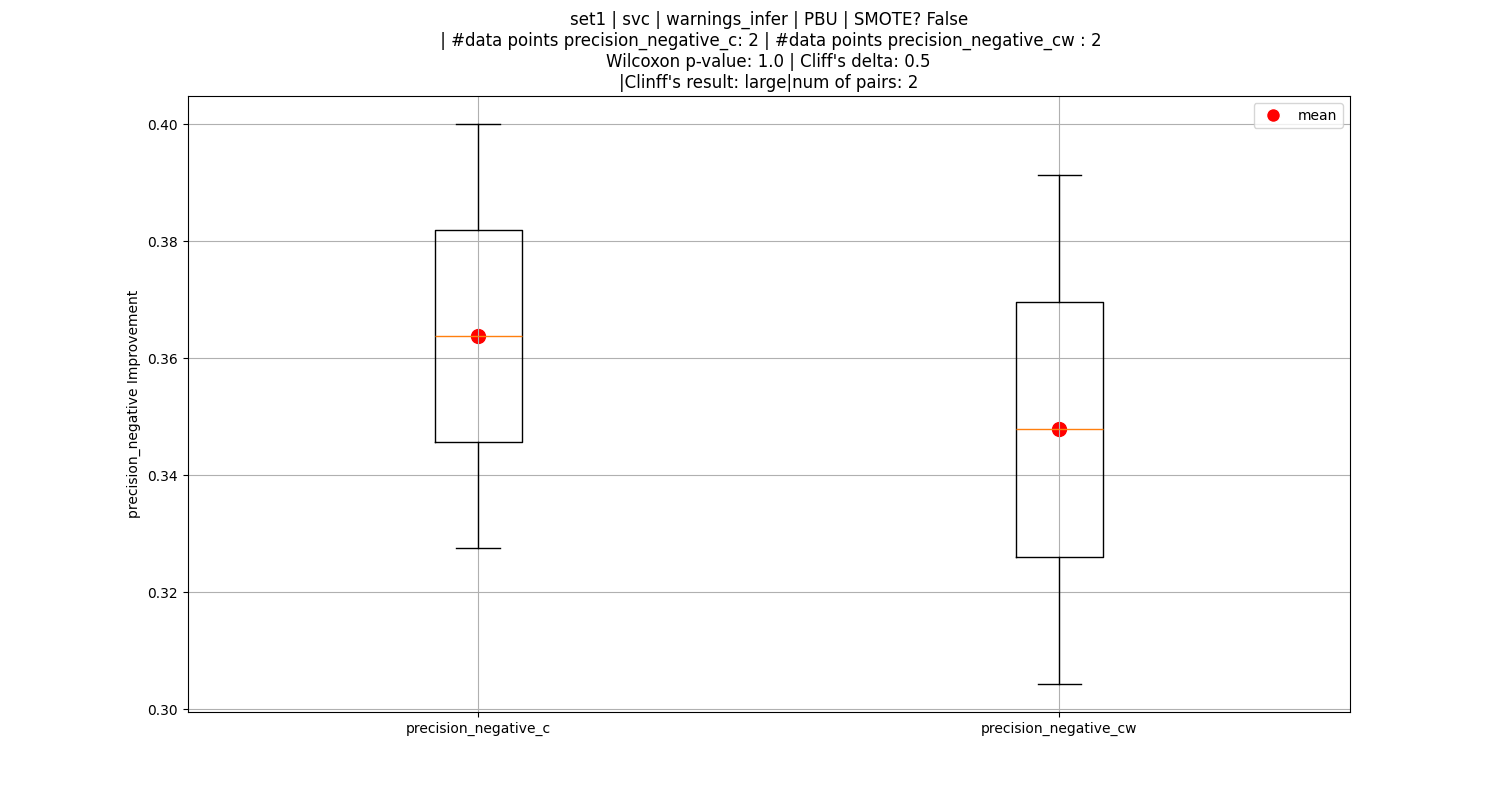 set1 | svc | warnings_infer | PBU | SMOTE? False
| #data points precision_negative_c: 2 | #data points precision_negative_cw : 2
Wilcoxon p-value: 1.0 | Cliff's delta: 0.5
|Clinff's result: large|num of pairs: 2
mean
0.40
0.38
0.36
0.34
0.32
0.30
precision_negative Improvement
precision_negative_c
precision_negative_cw